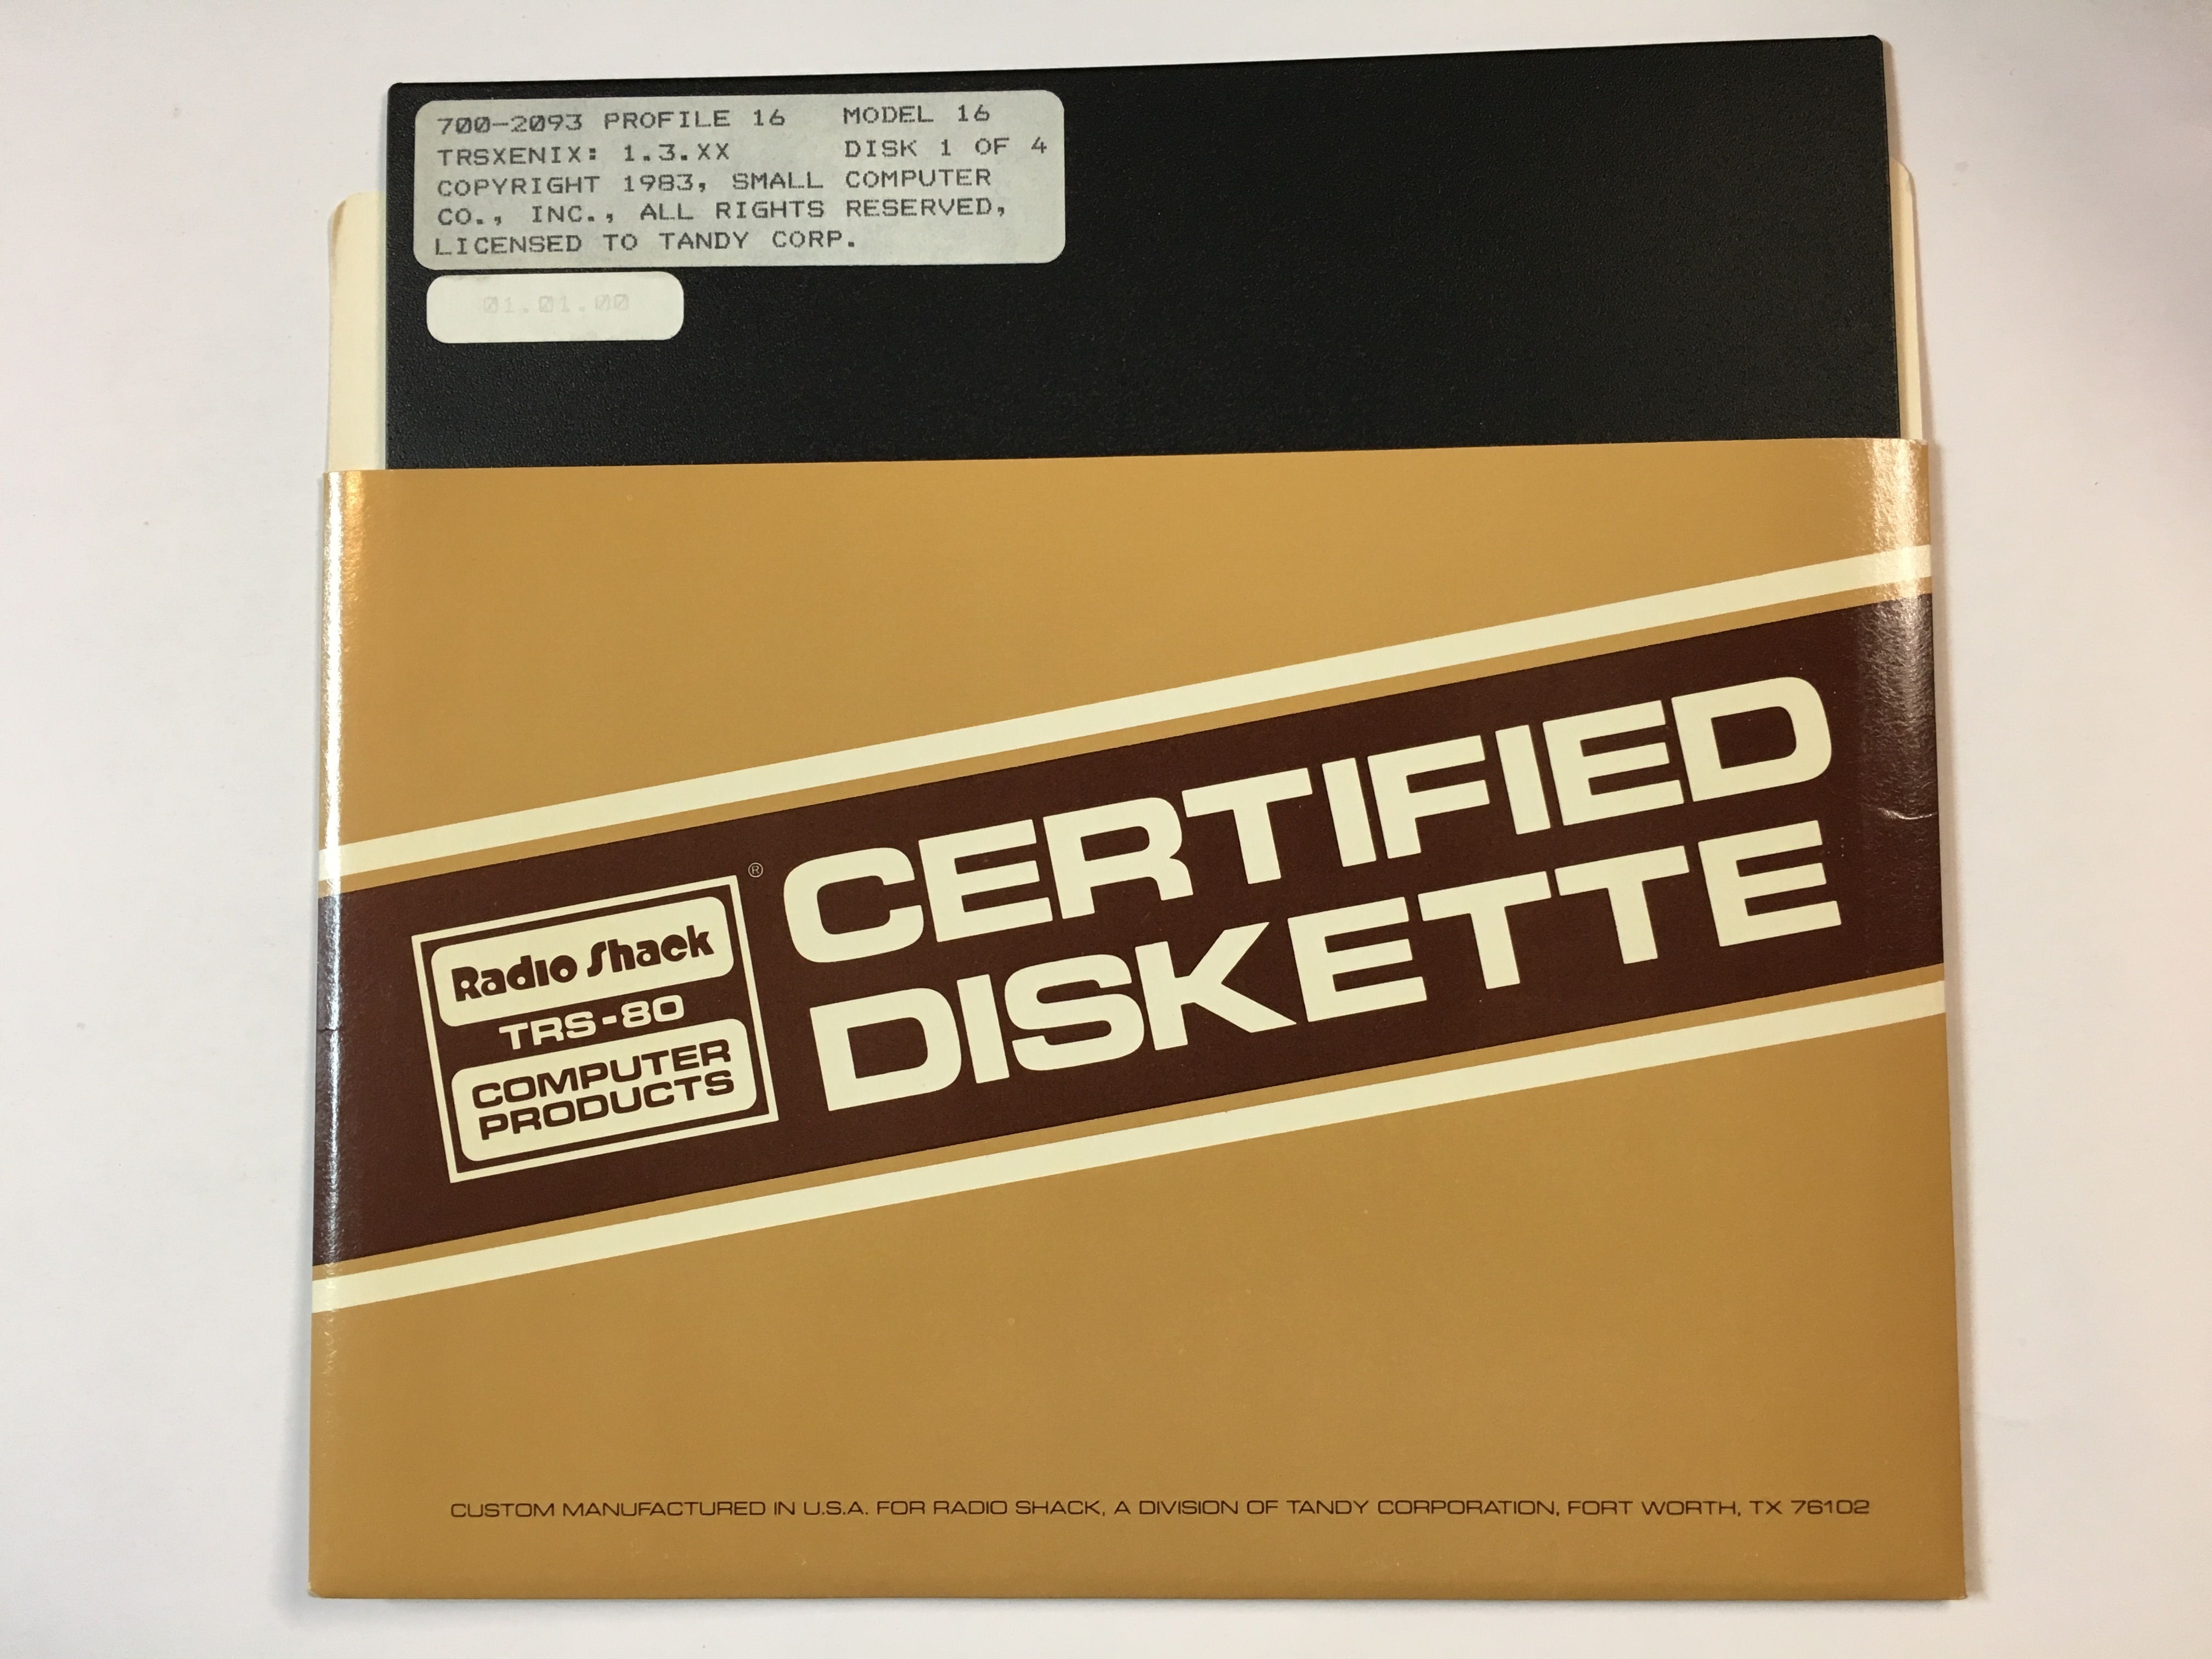 700-2093 PROFILE 16 MODEL 16
TRSXENIX: 1.3.XX DISK 1 OF 4
COPYRIGHT 1983, SMALL COMPUTER
CO., INC., ALL RIGHTS RESERVED,
LICENSED TO TANDY CORP.
01.01.00
CERTIFIED
DISKETTE
®
Radio Shack
TRS-80
COMPUTER
PRODUCTS
CUSTOM MANUFACTURED IN U.S.A. FOR RADIO SHACK, A DIVISION OF TANDY CORPORATION, FORT WORTH, TX 76102